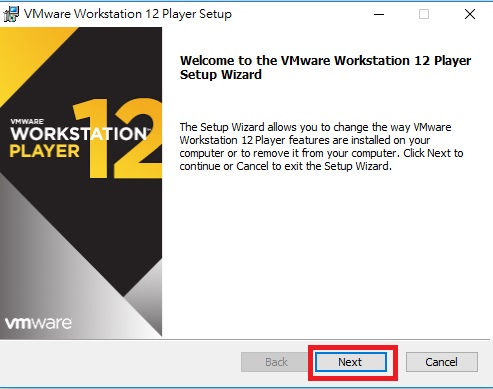 VMware Workstation 12 Player Setup
Welcome to the VMware Workstation 12 Player
Setup Wizard
The Setup Wizard allows you to change the way VMware
Workstation 12 Player features are installed on your
computer or to remove it from your computer. Click Next to
continue or Cancel to exit the Setup Wizard.
VMWARE
WORKSTATION™
PLAYER
12
vmware
Back
Next
Cancel